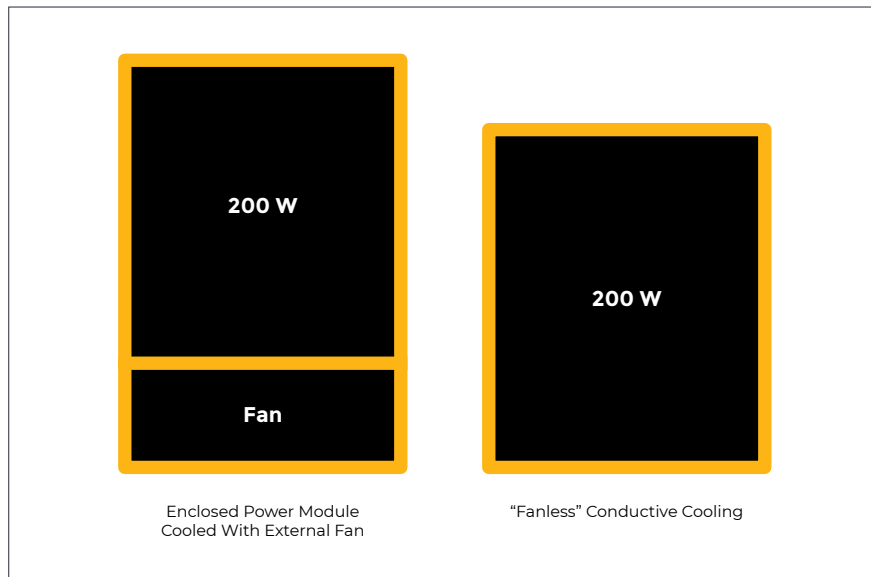 200 W
Fan
Enclosed Power Module
Cooled With External Fan
200 W
“Fanless” Conductive Cooling